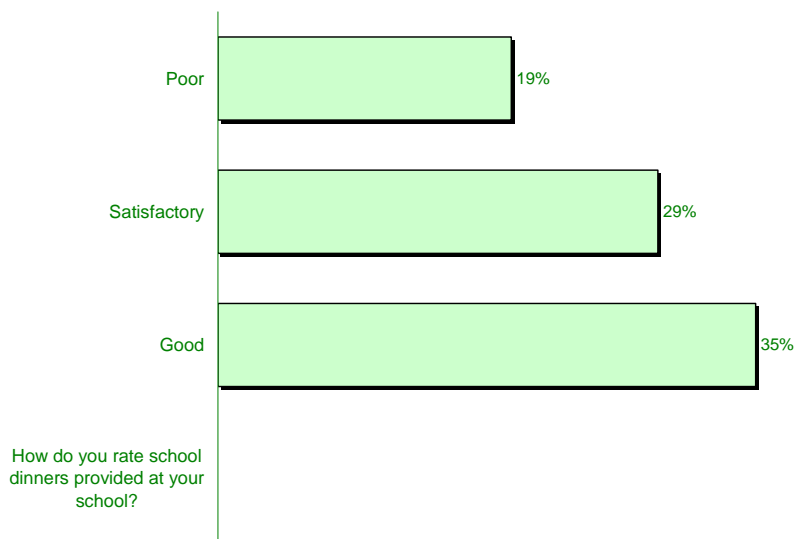 Poor
19%
Satisfactory
29%
Good
35%
How do you rate school
dinners provided at your
school?